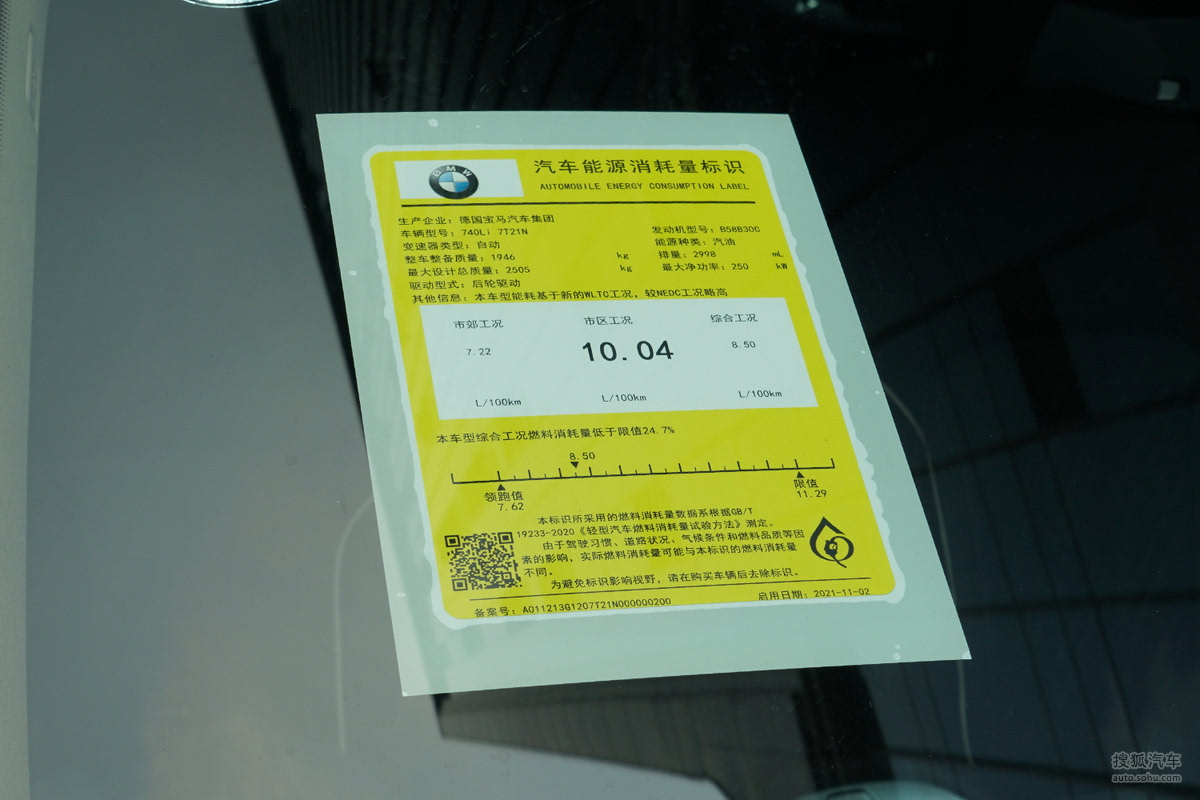 BMW
汽车能源消耗量标识
AUTOMOBILE ENERGY CONSUMPTION LABEL
生产企业：德国宝马汽车集团
车辆型号：740Li 7T21N 发动机型号：B58B30C
变速器类型：自动 能源种类：汽油
整车整备质量：1946 kg 排量：2998 mL
最大设计总质量：2505 kg 最大净功率：250 kW
驱动型式：后轮驱动
其他信息：本车型能耗基于新的WLTC工况，较NEDC工况略高
市郊工况 市区工况 综合工况
7.22 10.04 8.50
L/100km L/100km L/100km
本车型综合工况燃料消耗量低于限值24.7%
8.50
领跑值 限值
7.62 11.29
本标识所采用的燃料消耗量数据系根据GB/T
19233-2020《轻型汽车燃料消耗量试验方法》测定。
由于驾驶习惯、道路状况、气候条件和燃料品质等因
素的影响，实际燃料消耗量可能与本标识的燃料消耗量
不同。
为避免标识影响视野，请在购买车辆后去除标识。
备案号：A011213G1207T21N000000200 启用日期：2021-11-02
搜狐汽车
auto.sohu.com